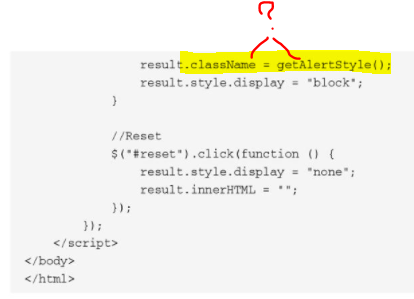 ?
result.className = getAlertStyle();
result.style.display = "block";
}
//Reset
$("#reset").click(function () {
result.style.display = "none";
result.innerHTML = "";
});
});
</script>
</body>
</html>